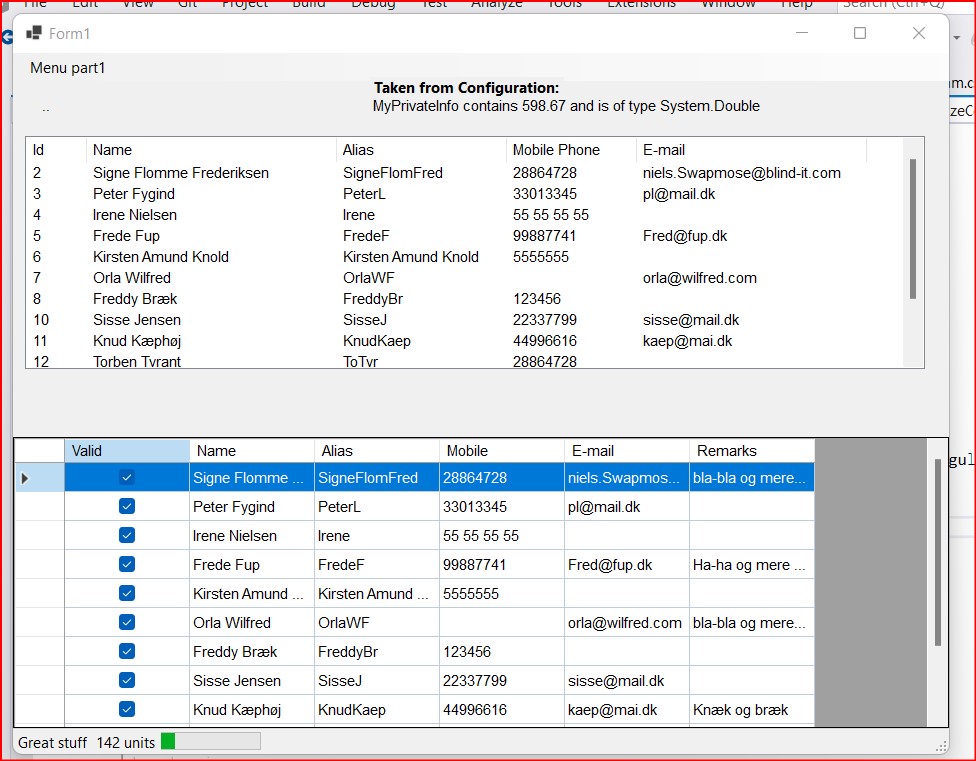 File Edit View Git Project Build Debug Test Analyze Tools Extensions Window Help Search (Ctrl+Q)
Form1
Menu part1
Taken from Configuration:
.. MyPrivateInfo contains 598.67 and is of type System.Double
Id Name Alias Mobile Phone E-mail
2 Signe Flomme Frederiksen SigneFlomFred 28864728 niels.Swapmose@blind-it.com
3 Peter Fygind PeterL 33013345 pl@mail.dk
4 Irene Nielsen Irene 55 55 55 55
5 Frede Fup FredeF 99887741 Fred@fup.dk
6 Kirsten Amund Knold Kirsten Amund Knold 5555555
7 Orla Wilfred OrlaWF orla@wilfred.com
8 Freddy Bræk FreddyBr 123456
10 Sisse Jensen SisseJ 22337799 sisse@mail.dk
11 Knud Kæphøj KnudKaep 44996616 kaep@mai.dk
12 Torben Tyrant ToTyr 28864728
Valid Name Alias Mobile E-mail Remarks
Signe Flomme ... SigneFlomFred 28864728 niels.Swapmos... bla-bla og mere...
Peter Fygind PeterL 33013345 pl@mail.dk
Irene Nielsen Irene 55 55 55 55
Frede Fup FredeF 99887741 Fred@fup.dk Ha-ha og mere ...
Kirsten Amund ... Kirsten Amund ... 5555555
Orla Wilfred OrlaWF orla@wilfred.com bla-bla og mere...
Freddy Bræk FreddyBr 123456
Sisse Jensen SisseJ 22337799 sisse@mail.dk
Knud Kæphøj KnudKaep 44996616 kaep@mai.dk Knæk og bræk
Great stuff 142 units